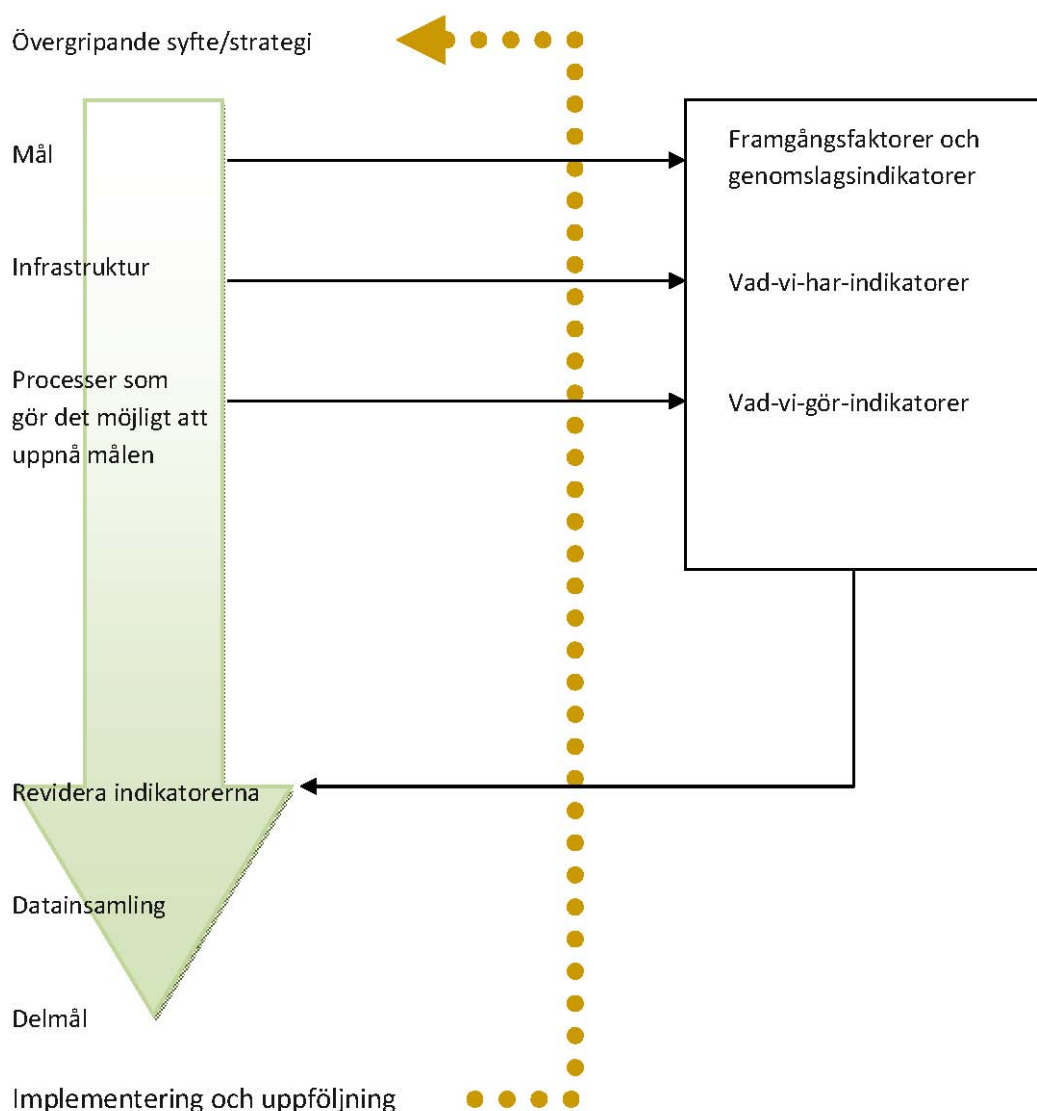 Övergripande syfte/strategi
Mål
Framgångsfaktorer och
genomslagsindikatorer
Infrastruktur
Vad-vi-har-indikatorer
Processer som
gör det möjligt att
uppnå målen
Vad-vi-gör-indikatorer
Revidera indikatorerna
Datainsamling
Delmål
Implementering och uppföljning